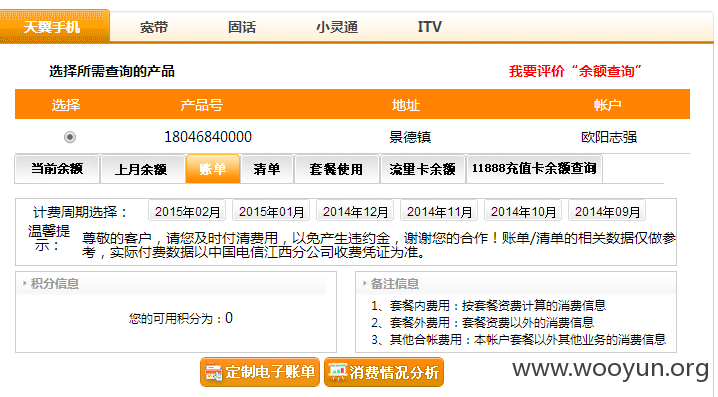 天翼手机 宽带 固话 小灵通 ITV
选择所需查询的产品 我要评价“余额查询”
选择 产品号 地址 帐户
18046840000 景德镇 欧阳志强
当前余额 上月余额 账单 清单 套餐使用 流量卡余额 11888充值卡余额查询
计费周期选择： 2015年02月 2015年01月 2014年12月 2014年11月 2014年10月 2014年09月
温馨提示： 尊敬的客户，请您及时付清费用，以免产生违约金，谢谢您的合作！账单/清单的相关数据仅做参
考，实际付费数据以中国电信江西分公司收费凭证为准。
积分信息 备注信息
您的可用积分为：0
1、套餐内费用：按套餐资费计算的消费信息
2、套餐外费用：套餐资费以外的消费信息
3、其他合帐费用：本帐户套餐以外其他业务的消费信息
定制电子账单 消费情况分析
www.wooyun.org